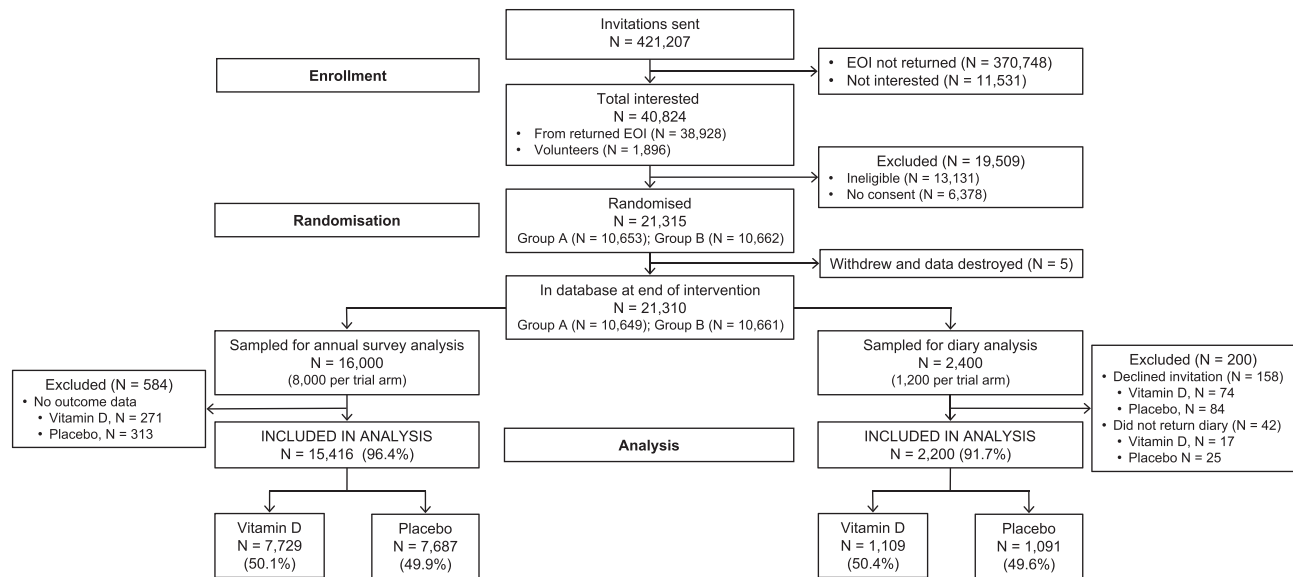 Invitations sent
N = 421,207
Enrollment
• EOI not returned (N = 370,748)
• Not interested (N = 11,531)
Total interested
N = 40,824
• From returned EOI (N = 38,928)
• Volunteers (N = 1,896)
Excluded (N = 19,509)
• Ineligible (N = 13,131)
• No consent (N = 6,378)
Randomisation
Randomised
N = 21,315
Group A (N = 10,653); Group B (N = 10,662)
Withdrew and data destroyed (N = 5)
In database at end of intervention
N = 21,310
Group A (N = 10,649); Group B (N = 10,661)
Sampled for annual survey analysis
N = 16,000
(8,000 per trial arm)
Sampled for diary analysis
N = 2,400
(1,200 per trial arm)
Excluded (N = 584)
• No outcome data
• Vitamin D, N = 271
• Placebo, N = 313
Excluded (N = 200)
• Declined invitation (N = 158)
• Vitamin D, N = 74
• Placebo, N = 84
• Did not return diary (N = 42)
• Vitamin D, N = 17
• Placebo N = 25
INCLUDED IN ANALYSIS
N = 15,416 (96.4%)
Analysis
INCLUDED IN ANALYSIS
N = 2,200 (91.7%)
Vitamin D
N = 7,729
(50.1%)
Placebo
N = 7,687
(49.9%)
Vitamin D
N = 1,109
(50.4%)
Placebo
N = 1,091
(49.6%)